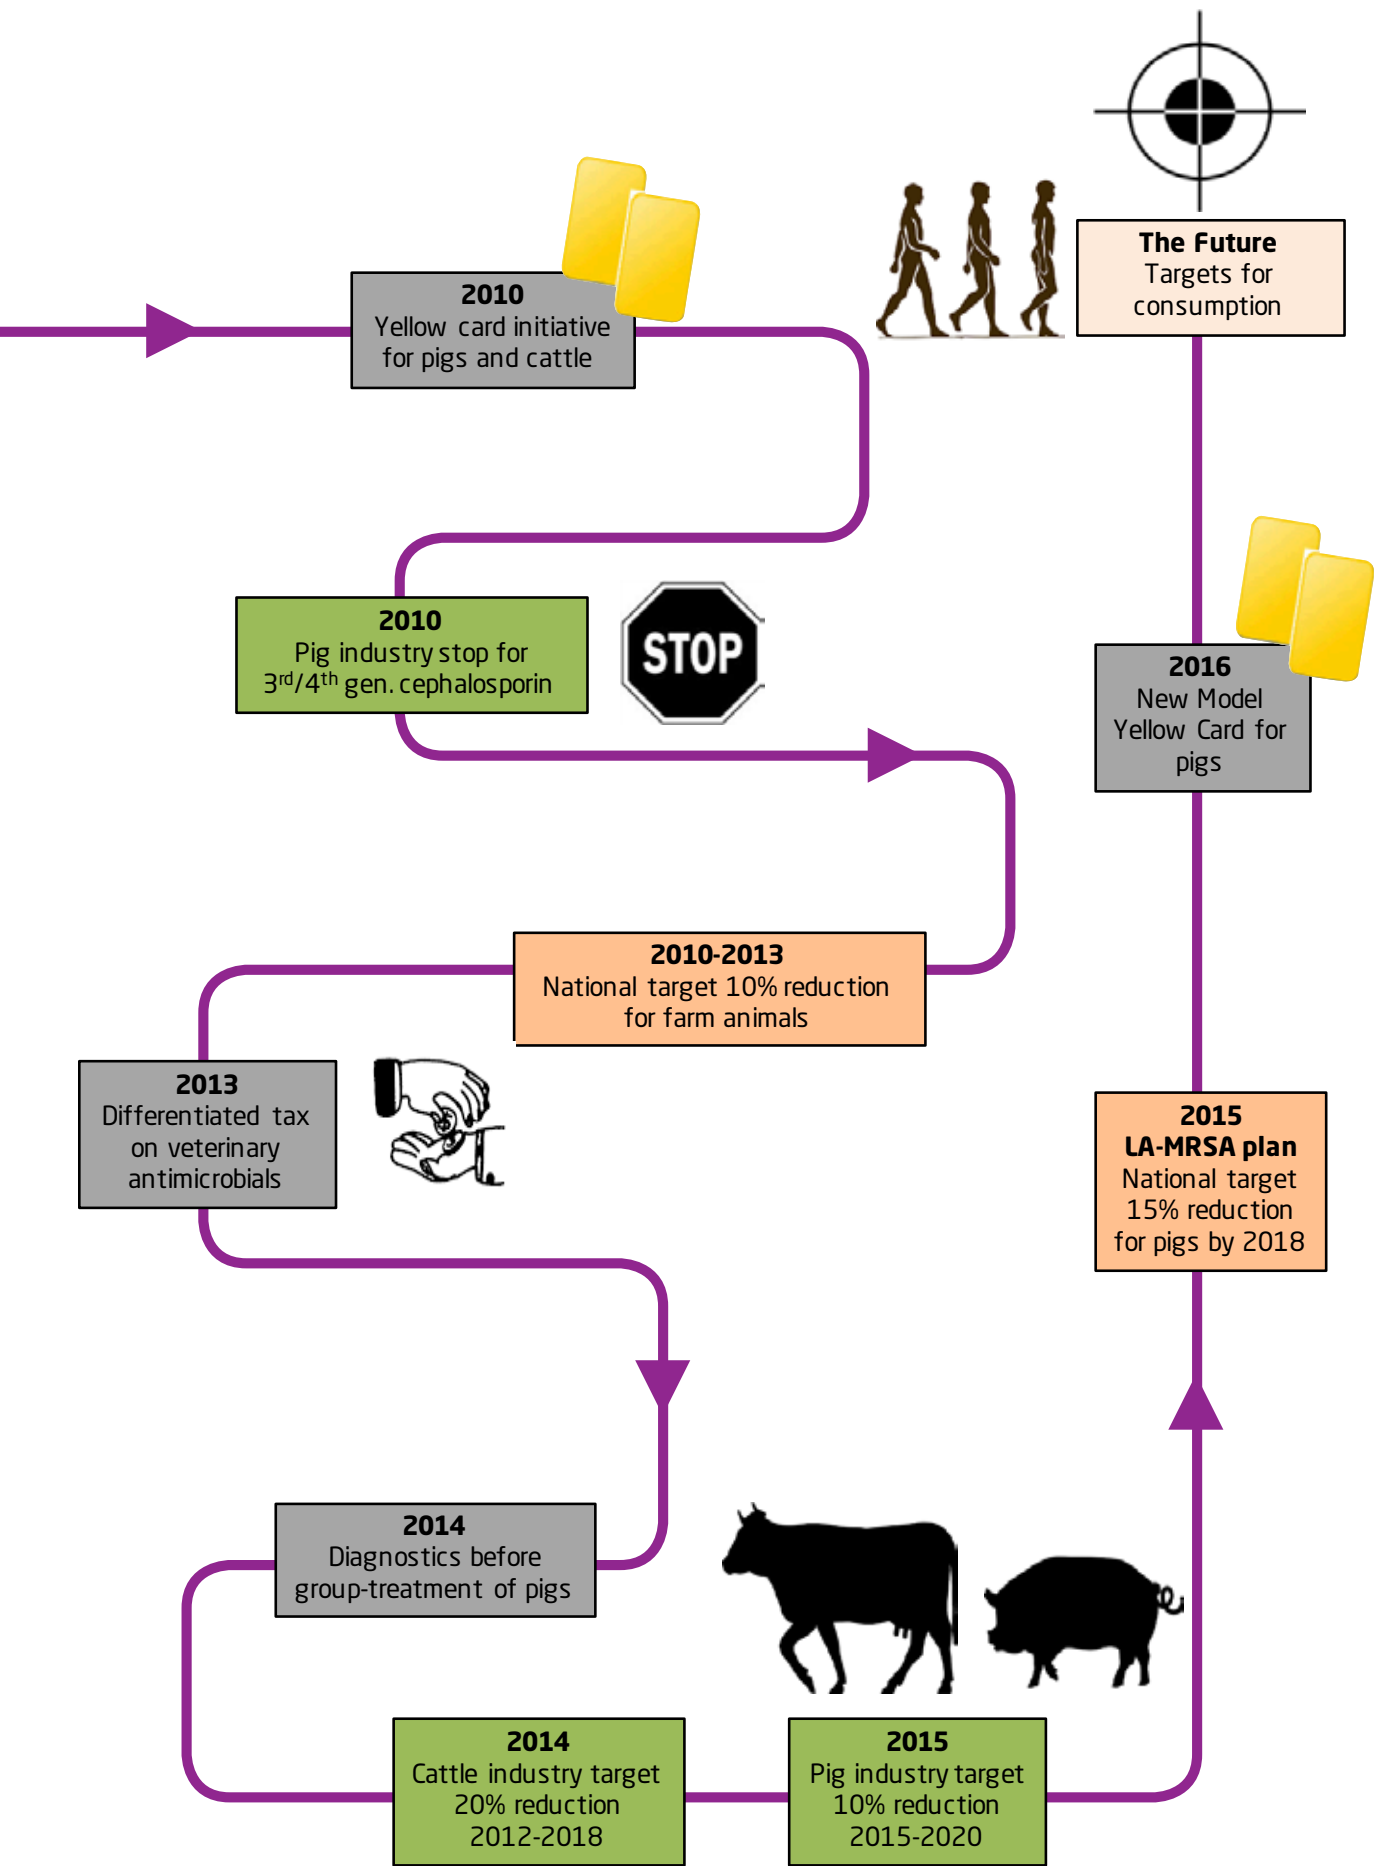 2010
Yellow card initiative
for pigs and cattle
2010
Pig industry stop for
3rd/4th gen. cephalosporin
STOP
2010-2013
National target 10% reduction
for farm animals
2013
Differentiated tax
on veterinary
antimicrobials
2014
Diagnostics before
group-treatment of pigs
2014
Cattle industry target
20% reduction
2012-2018
2015
Pig industry target
10% reduction
2015-2020
2015
LA-MRSA plan
National target
15% reduction
for pigs by 2018
2016
New Model
Yellow Card for
pigs
The Future
Targets for
consumption